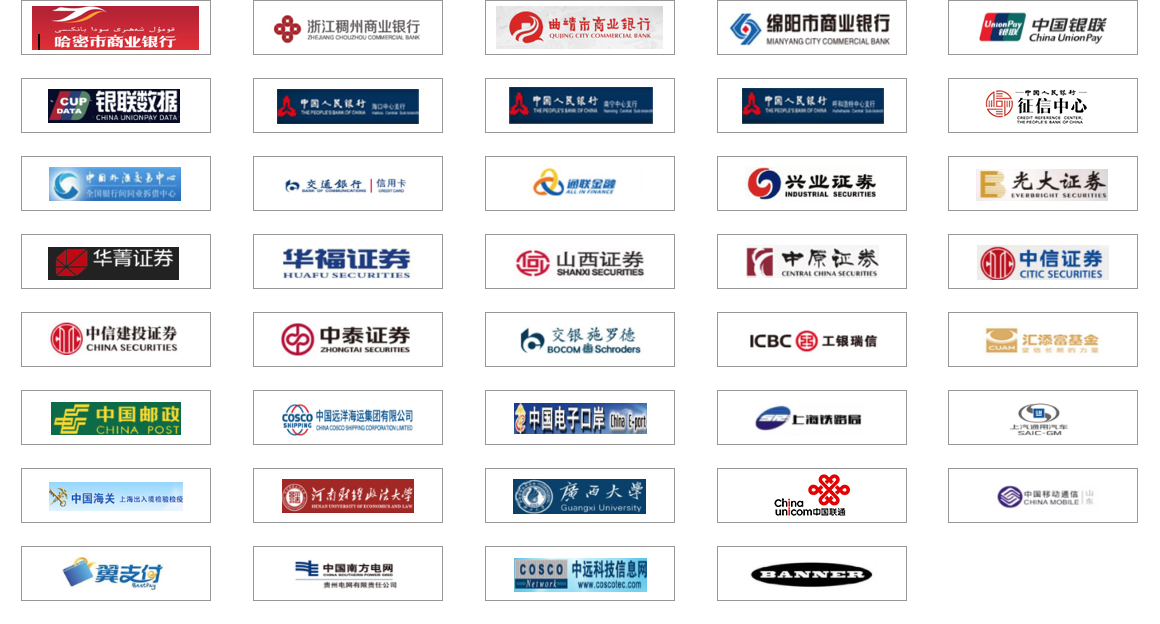 哈密市商业银行
浙江稠州商业银行
ZHEJIANG CHOUZHOU COMMERCIAL BANK
曲靖市商业银行
QUJING CITY COMMERCIAL BANK
绵阳市商业银行
MIANYANG CITY COMMERCIAL BANK
UnionPay
银联
中国银联
China UnionPay
CUP
DATA
银联数据
CHINA UNIONPAY DATA
中国人民银行 海口中心支行
THE PEOPLE'S BANK OF CHINA
中国人民银行 南宁中心支行
THE PEOPLE'S BANK OF CHINA
中国人民银行 呼和浩特中心支行
THE PEOPLE'S BANK OF CHINA
中国人民银行
征信中心
CREDIT REFERENCE CENTER,
THE PEOPLE'S BANK OF CHINA
中国外汇交易中心
全国银行间同业拆借中心
交通银行 信用卡
BANK OF COMMUNICATIONS CREDIT CARD
通联金融
ALL IN FINANCE
兴业证券
INDUSTRIAL SECURITIES
光大证券
EVERBRIGHT SECURITIES
华菁证券
华福证券
HUAFU SECURITIES
山西证券
SHANXI SECURITIES
中原证券
CENTRAL CHINA SECURITIES
中信证券
CITIC SECURITIES
中信建投证券
CHINA SECURITIES
中泰证券
ZHONGTAI SECURITIES
交银施罗德
BOCOM Schroders
ICBC 工银瑞信
CUAM
汇添富基金
中国邮政
CHINA POST
COSCO
SHIPPING
中国远洋海运集团有限公司
CHINA COSCO SHIPPING CORPORATION LIMITED
中国电子口岸 China E-port
上海铁路局
GM
上汽通用汽车
SAIC-GM
中国海关 上海出入境检验检疫
河南财经政法大学
HENAN UNIVERSITY OF ECONOMICS AND LAW
廣西大學
Guangxi University
China
unicom中国联通
中国移动通信 山东
CHINA MOBILE
翼支付
BestPay
中国南方电网
CHINA SOUTHERN POWER GRID
贵州电网有限责任公司
COSCO
Network
中远科技信息网
www.coscotec.com
BANNER